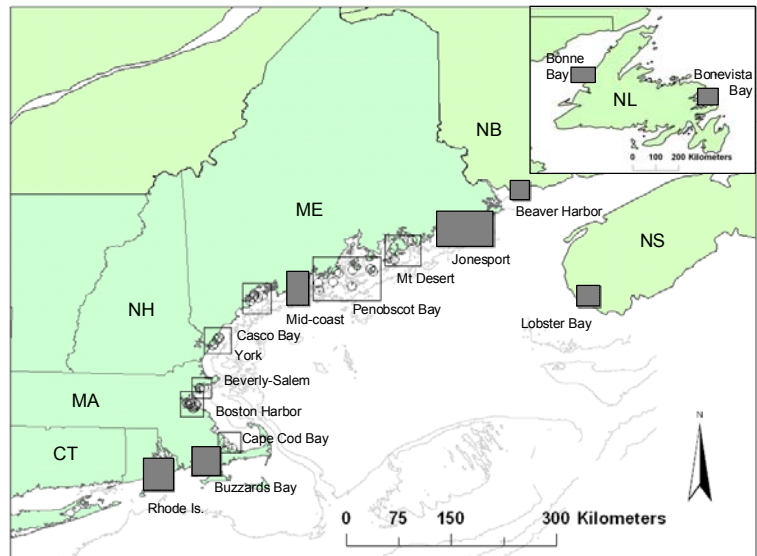 Bonne
Bay
Bonevista
Bay
NL
0 100 200 Kilometers
NB
Beaver Harbor
ME
Jonesport
NS
Mt Desert
Penobscot Bay
Mid-coast
Lobster Bay
NH
Casco Bay
York
Beverly-Salem
MA
Boston Harbor
Cape Cod Bay
CT
Buzzards Bay
Rhode Is.
N
0 75 150 300 Kilometers